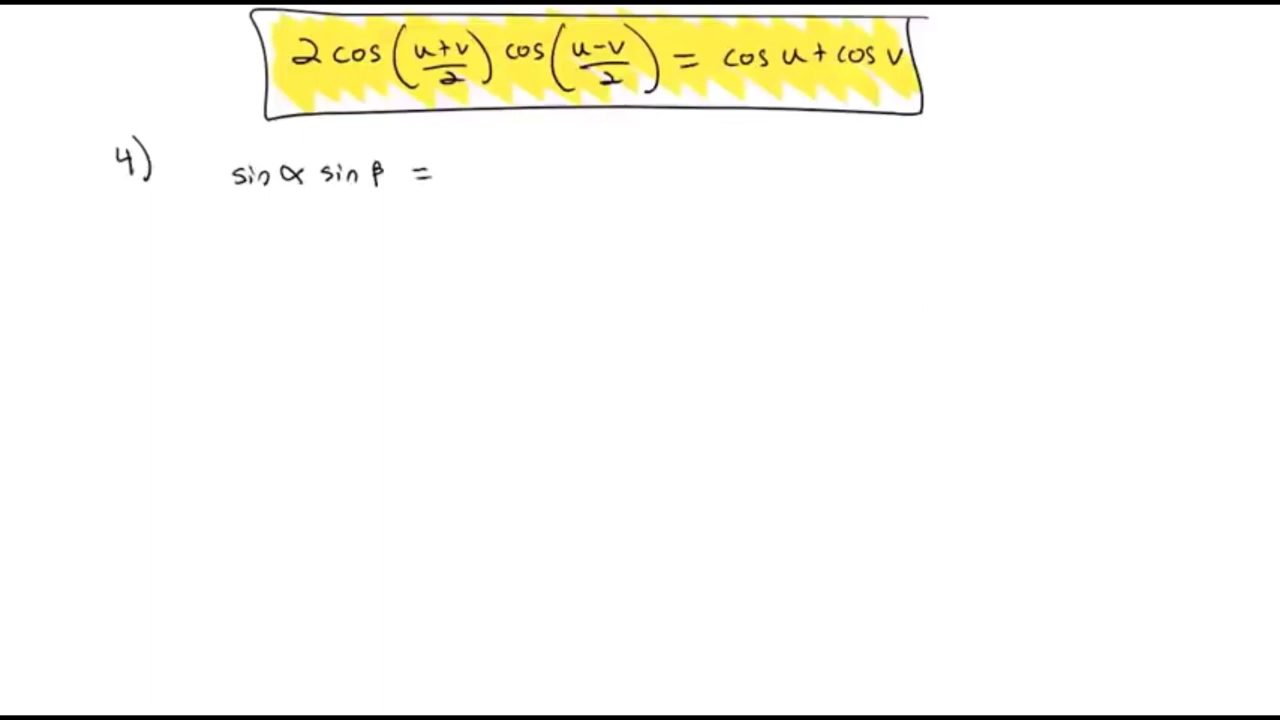 2 cos(u+v/2) cos(u-v/2) = cos u + cos v
4) sin α sin β =